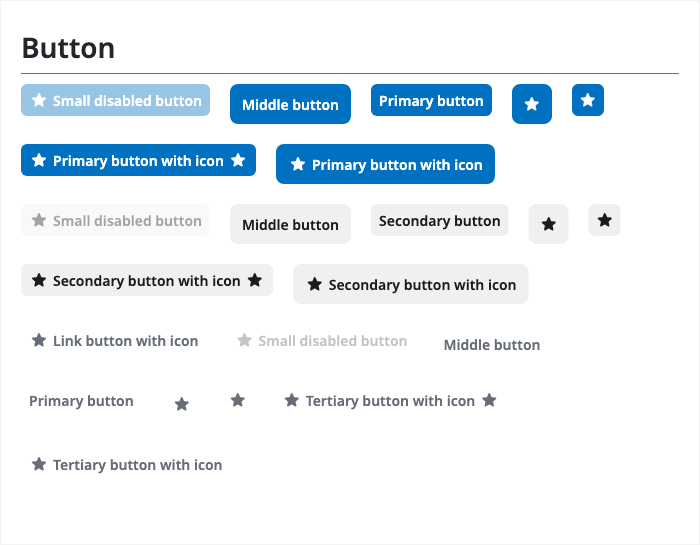 Button
Small disabled button Middle button Primary button
Primary button with icon Primary button with icon
Small disabled button Middle button Secondary button
Secondary button with icon Secondary button with icon
Link button with icon Small disabled button Middle button
Primary button Tertiary button with icon
Tertiary button with icon